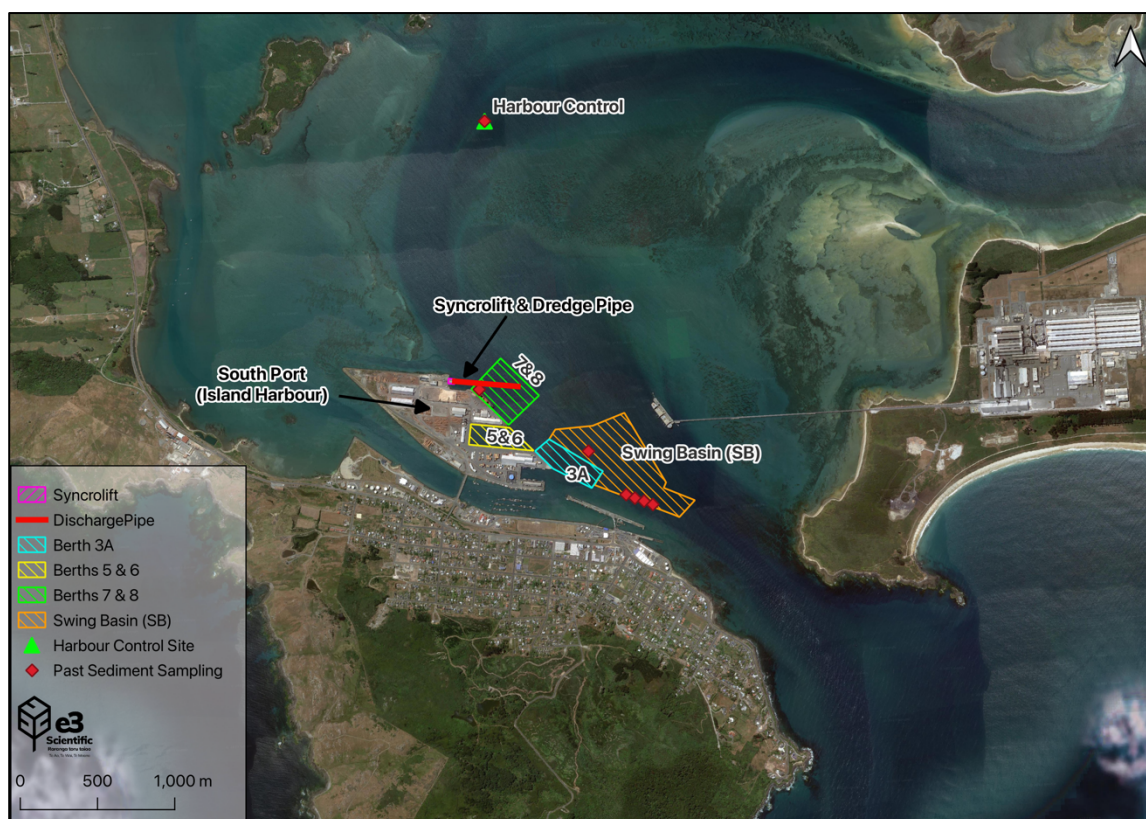 Harbour Control
Syncrolift & Dredge Pipe
South Port
(Island Harbour)
7&8
5&6
3A
Swing Basin (SB)
Syncrolift
DischargePipe
Berth 3A
Berths 5 & 6
Berths 7 & 8
Swing Basin (SB)
Harbour Control Site
Past Sediment Sampling
e3
Scientific
0 500 1,000 m